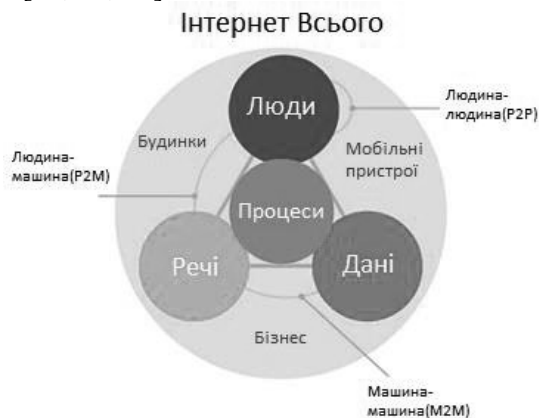 Інтернет Всього
Люди
Людина-
людина(P2P)
Будинки
Мобільні
пристрої
Людина-
машина(P2M)
Процеси
Речі
Дані
Бізнес
Машина-
машина(M2M)